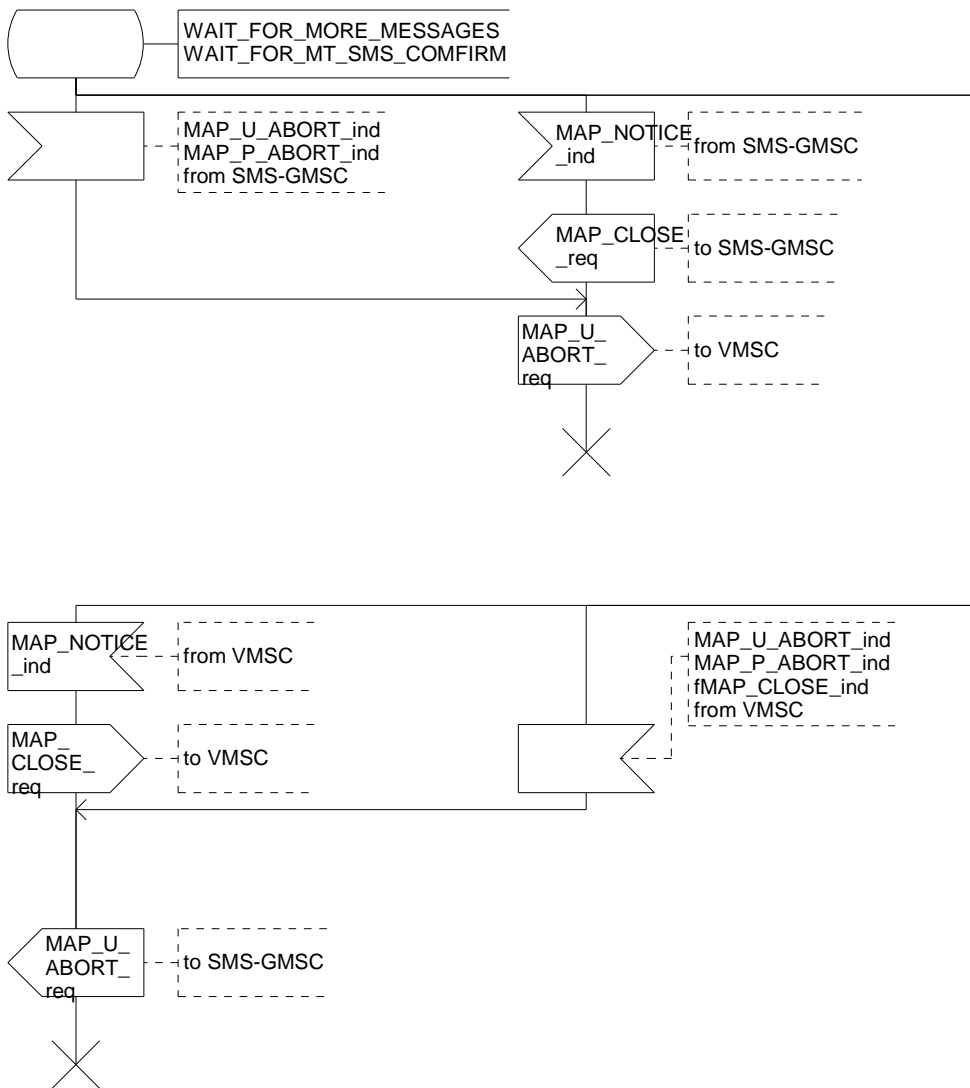 WAIT_FOR_MORE_MESSAGES
WAIT_FOR_MT_SMS_COMFIRM
MAP_U_ABORT_ind
MAP_P_ABORT_ind
from SMS-GMSC
MAP_NOTICE
_ind
from SMS-GMSC
MAP_CLOSE
_req
to SMS-GMSC
MAP_U_
ABORT_
req
to VMSC
MAP_NOTICE
_ind
from VMSC
MAP_U_ABORT_ind
MAP_P_ABORT_ind
fMAP_CLOSE_ind
from VMSC
MAP_
CLOSE_
req
to VMSC
MAP_U_
ABORT_
req
to SMS-GMSC